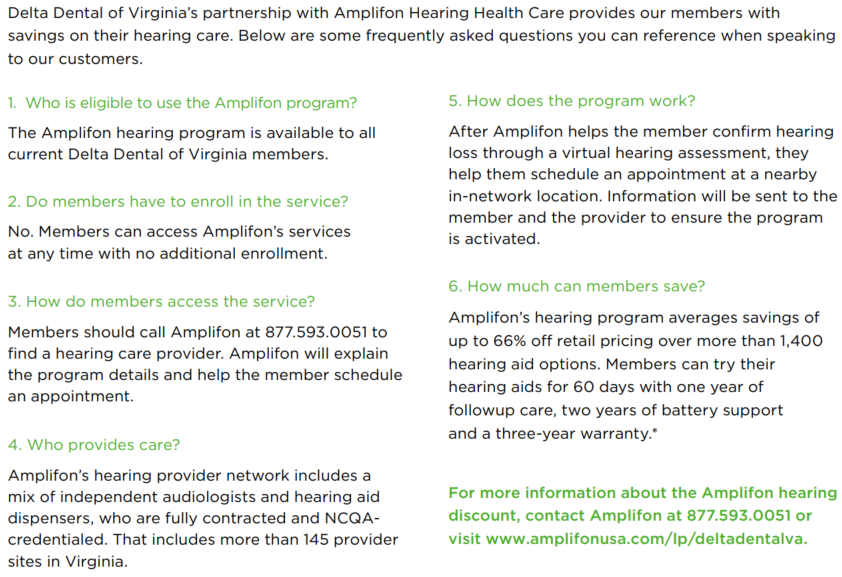 Delta Dental of Virginia's partnership with Amplifon Hearing Health Care provides our members with
savings on their hearing care. Below are some frequently asked questions you can reference when speaking
to our customers.
1. Who is eligible to use the Amplifon program?
The Amplifon hearing program is available to all
current Delta Dental of Virginia members.
2. Do members have to enroll in the service?
No. Members can access Amplifon's services
at any time with no additional enrollment.
3. How do members access the service?
Members should call Amplifon at 877.593.0051 to
find a hearing care provider. Amplifon will explain
the program details and help the member schedule
an appointment.
4. Who provides care?
Amplifon's hearing provider network includes a
mix of independent audiologists and hearing aid
dispensers, who are fully contracted and NCQA-
credentialed. That includes more than 145 provider
sites in Virginia.
5. How does the program work?
After Amplifon helps the member confirm hearing
loss through a virtual hearing assessment, they
help them schedule an appointment at a nearby
in-network location. Information will be sent to the
member and the provider to ensure the program
is activated.
6. How much can members save?
Amplifon's hearing program averages savings of
up to 66% off retail pricing over more than 1,400
hearing aid options. Members can try their
hearing aids for 60 days with one year of
followup care, two years of battery support
and a three-year warranty.*
For more information about the Amplifon hearing
discount, contact Amplifon at 877.593.0051 or
visit www.amplifonusa.com/lp/deltadentalva.